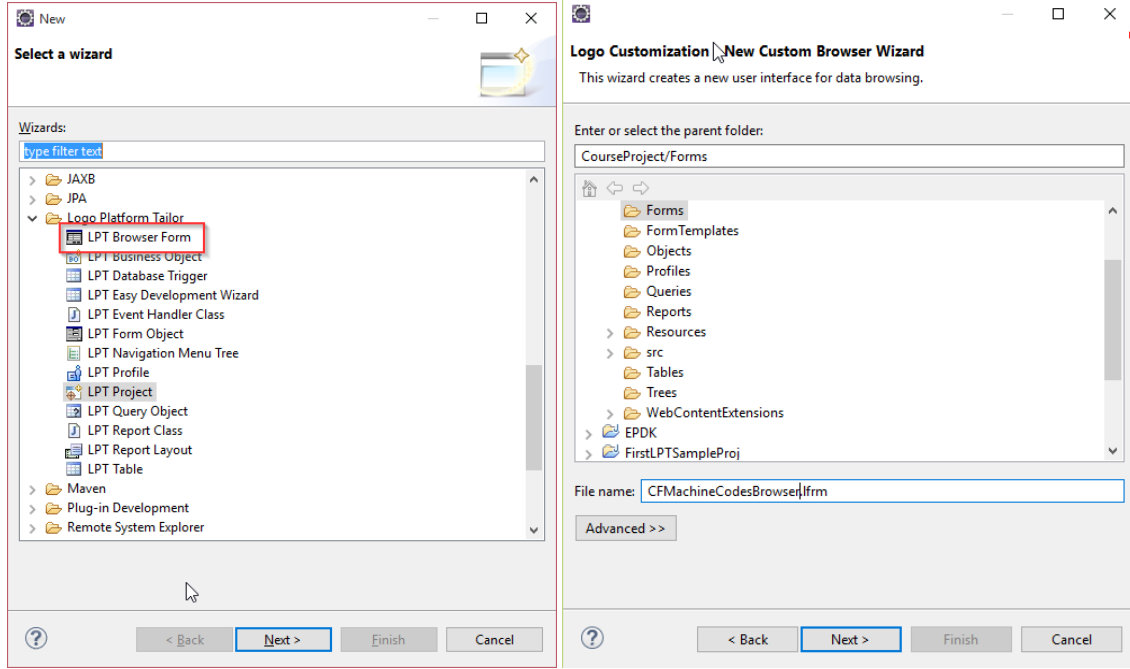 New
Select a wizard
Wizards:
type filter text
JAXB
JPA
Logo Platform Tailor
LPT Browser Form
LPT Business Object
LPT Database Trigger
LPT Easy Development Wizard
LPT Event Handler Class
LPT Form Object
LPT Navigation Menu Tree
LPT Profile
LPT Project
LPT Query Object
LPT Report Class
LPT Report Layout
LPT Table
Maven
Plug-in Development
Remote System Explorer
< Back
Next >
Finish
Cancel
Logo Customization New Custom Browser Wizard
This wizard creates a new user interface for data browsing.
Enter or select the parent folder:
CourseProject/Forms
Forms
FormTemplates
Objects
Profiles
Queries
Reports
Resources
src
Tables
Trees
WebContentExtensions
EPDK
FirstLPTSampleProj
File name: CFMachineCodesBrowser.lfrm
Advanced >>
< Back
Next >
Finish
Cancel